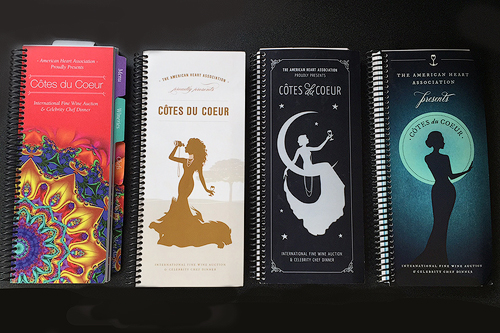 · American Heart Association ·
Proudly Presents
Côtes du Coeur
International Fine Wine Auction
& Celebrity Chef Dinner
Menu
Wineries
· THE AMERICAN HEART ASSOCIATION ·
proudly presents
CÔTES DU COEUR
INTERNATIONAL FINE WINE AUCTION
& CELEBRITY CHEF DINNER
THE AMERICAN HEART ASSOCIATION
PROUDLY PRESENTS
CÔTES du COEUR
INTERNATIONAL FINE WINE AUCTION
& CELEBRITY CHEF DINNER
THE AMERICAN HEART
ASSOCIATION
presents
· CÔTES du COEUR ·
INTERNATIONAL FINE WINE AUCTION
& CELEBRITY CHEF DINNER